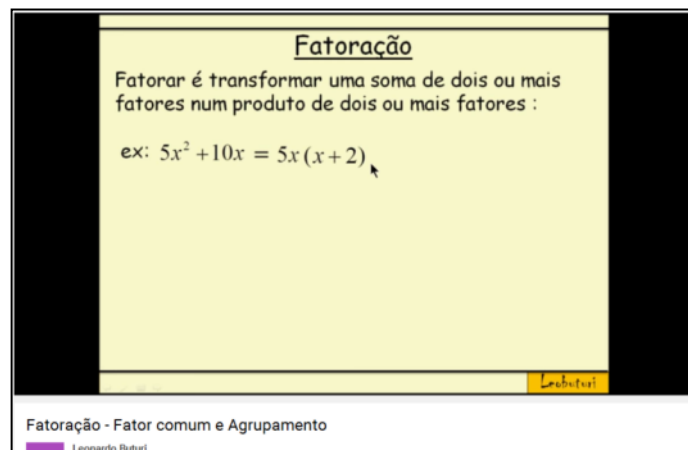 Fatoração
Fatorar é transformar uma soma de dois ou mais
fatores num produto de dois ou mais fatores :
ex: 5x² +10x = 5x(x+2)
Leobuturi
Fatoração - Fator comum e Agrupamento
Leonardo Buturi